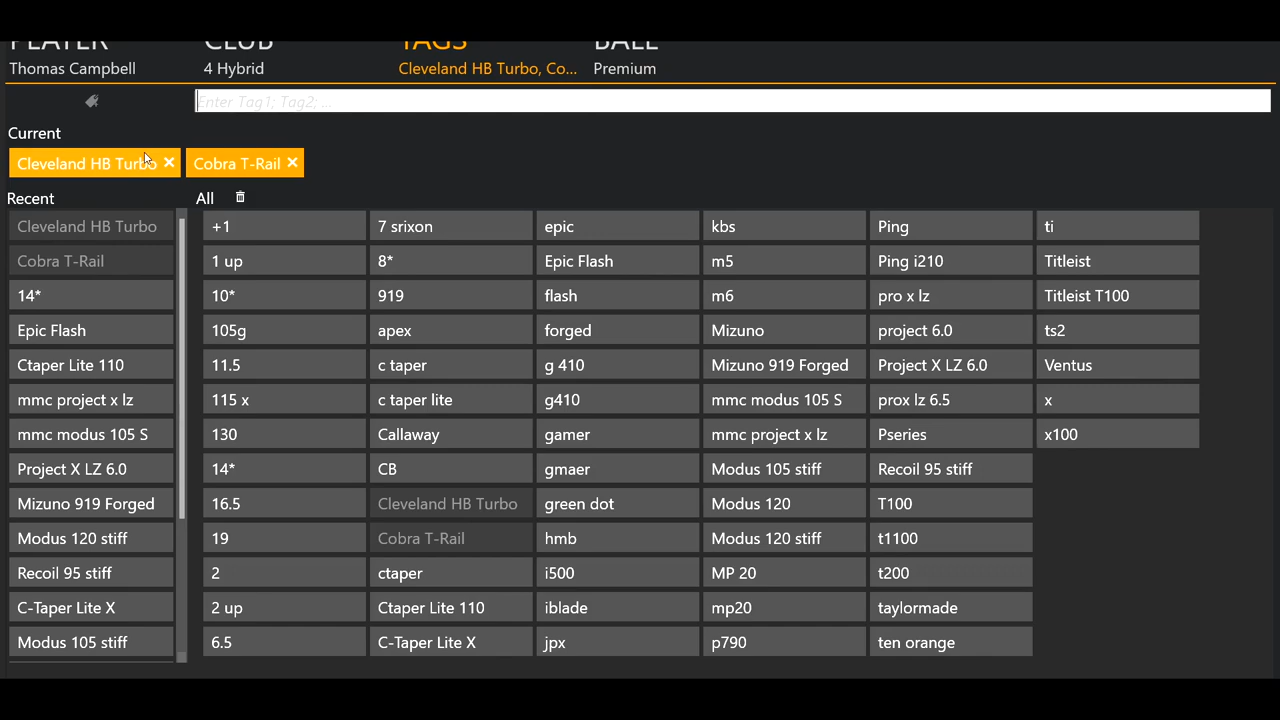 PLAYER CLUB TAGS BALL
Thomas Campbell 4 Hybrid Cleveland HB Turbo, Co... Premium
Enter Tag1; Tag2; ...
Current
Cleveland HB Turbo × Cobra T-Rail ×
Recent All
Cleveland HB Turbo +1 7 srixon epic kbs Ping ti
Cobra T-Rail 1 up 8* Epic Flash m5 Ping i210 Titleist
14* 10* 919 flash m6 pro x lz Titleist T100
Epic Flash 105g apex forged Mizuno project 6.0 ts2
Ctaper Lite 110 11.5 c taper g 410 Mizuno 919 Forged Project X LZ 6.0 Ventus
mmc project x lz 115 x c taper lite g410 mmc modus 105 S prox lz 6.5 x
mmc modus 105 S 130 Callaway gamer mmc project x lz Pseries x100
Project X LZ 6.0 14* CB gmaer Modus 105 stiff Recoil 95 stiff
Mizuno 919 Forged 16.5 Cleveland HB Turbo green dot Modus 120 T100
Modus 120 stiff 19 Cobra T-Rail hmb Modus 120 stiff t1100
Recoil 95 stiff 2 ctaper i500 MP 20 t200
C-Taper Lite X 2 up Ctaper Lite 110 iblade mp20 taylormade
Modus 105 stiff 6.5 C-Taper Lite X jpx p790 ten orange